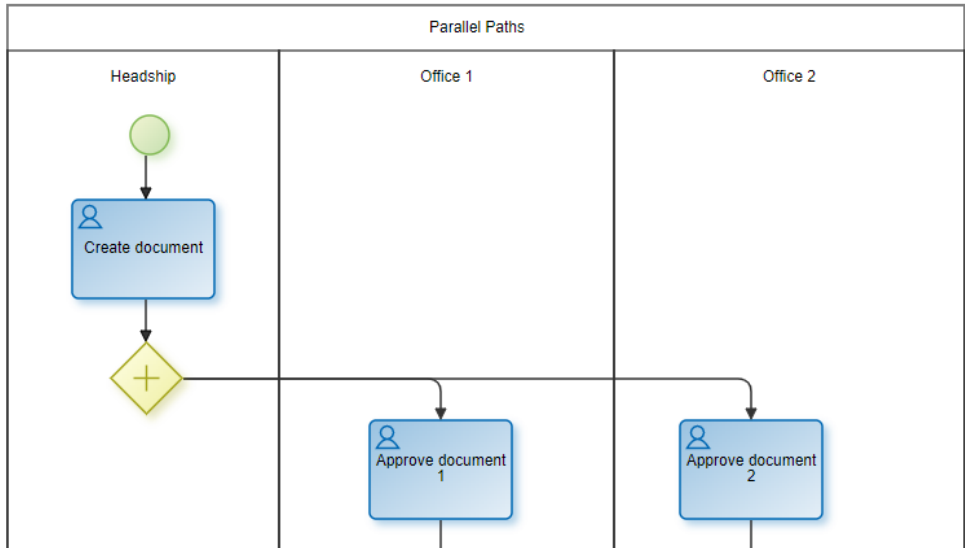 Parallel Paths
Headship
Office 1
Office 2
Create document
Approve document
1
Approve document
2